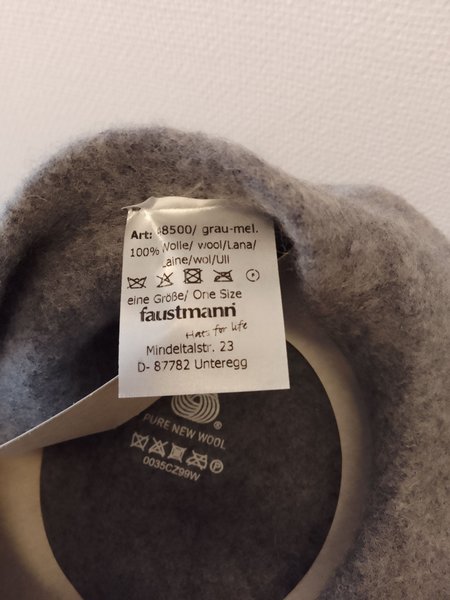 Art: 48500/ grau-mel.
100% Wolle/ wool/Lana/
Laine/wol/Ull
eine Größe/ One Size
faustmann
Hats for life
Mindeltalstr. 23
D- 87782 Unteregg
PURE NEW WOOL
0035CZ99W